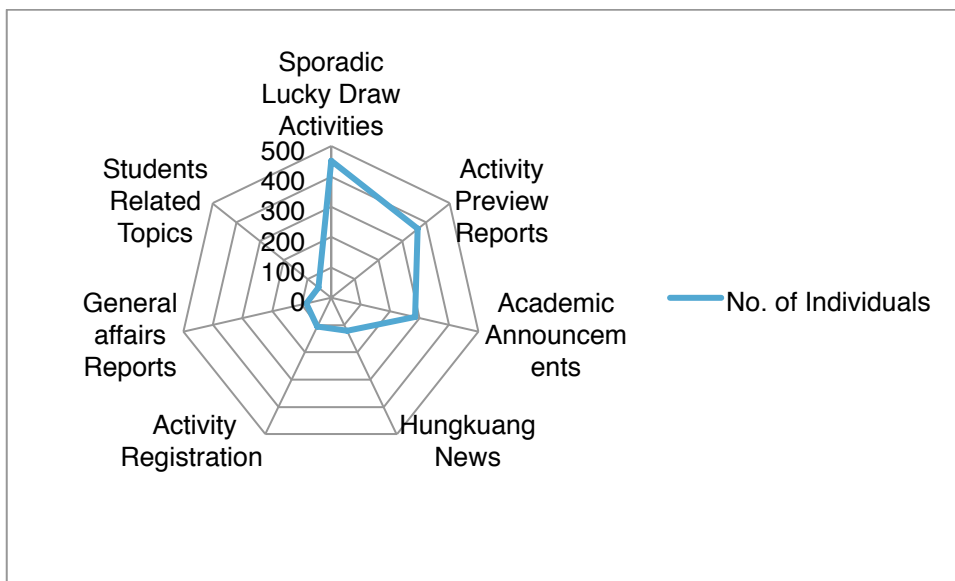 Sporadic
Lucky Draw
Activities
500
400
300
200
100
0
Activity
Preview
Reports
Academic
Announcem
ents
Hungkuang
News
Activity
Registration
General
affairs
Reports
Students
Related
Topics
No. of Individuals